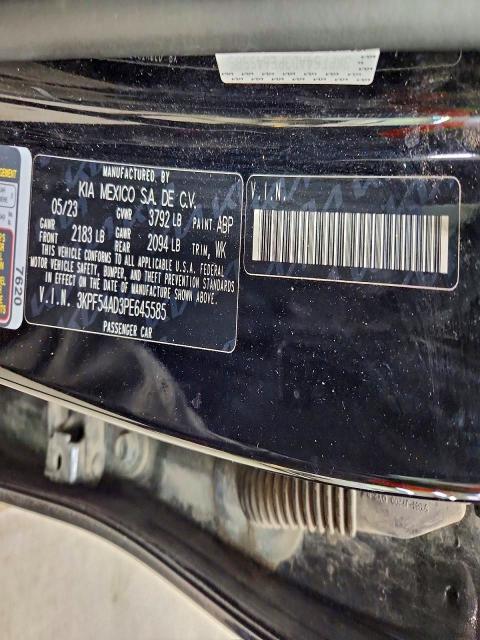 MANUFACTURED BY
KIA MEXICO S.A. DE C.V.
05/23 GVWR 3792 LB PAINT, ABP
GAWR FRONT 2183 LB GAWR REAR 2094 LB TRIM, WK
THIS VEHICLE CONFORMS TO ALL APPLICABLE U.S.A. FEDERAL
MOTOR VEHICLE SAFETY, BUMPER, AND THEFT PREVENTION STANDARDS
IN EFFECT ON THE DATE OF MANUFACTURE SHOWN ABOVE.
V.I.N. 3KPF54AD3PE645585
PASSENGER CAR
V.I.N.
7620